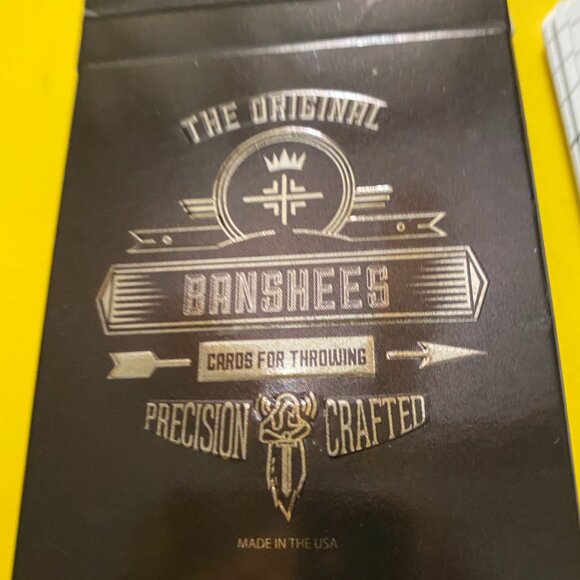 THE ORIGINAL
BANSHEES
CARDS FOR THROWING
PRECISION CRAFTED
MADE IN THE USA